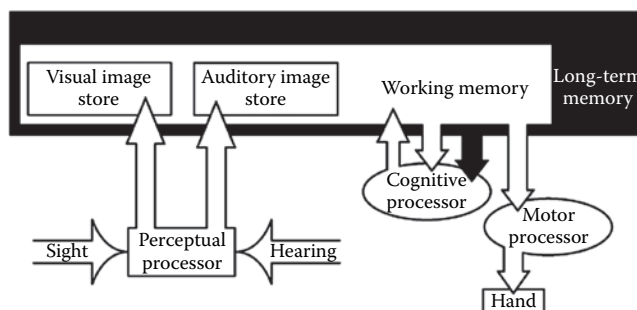 Visual image
store
Auditory image
store
Working memory
Long-term
memory
Cognitive
processor
Motor
processor
Sight
Perceptual
processor
Hearing
Hand